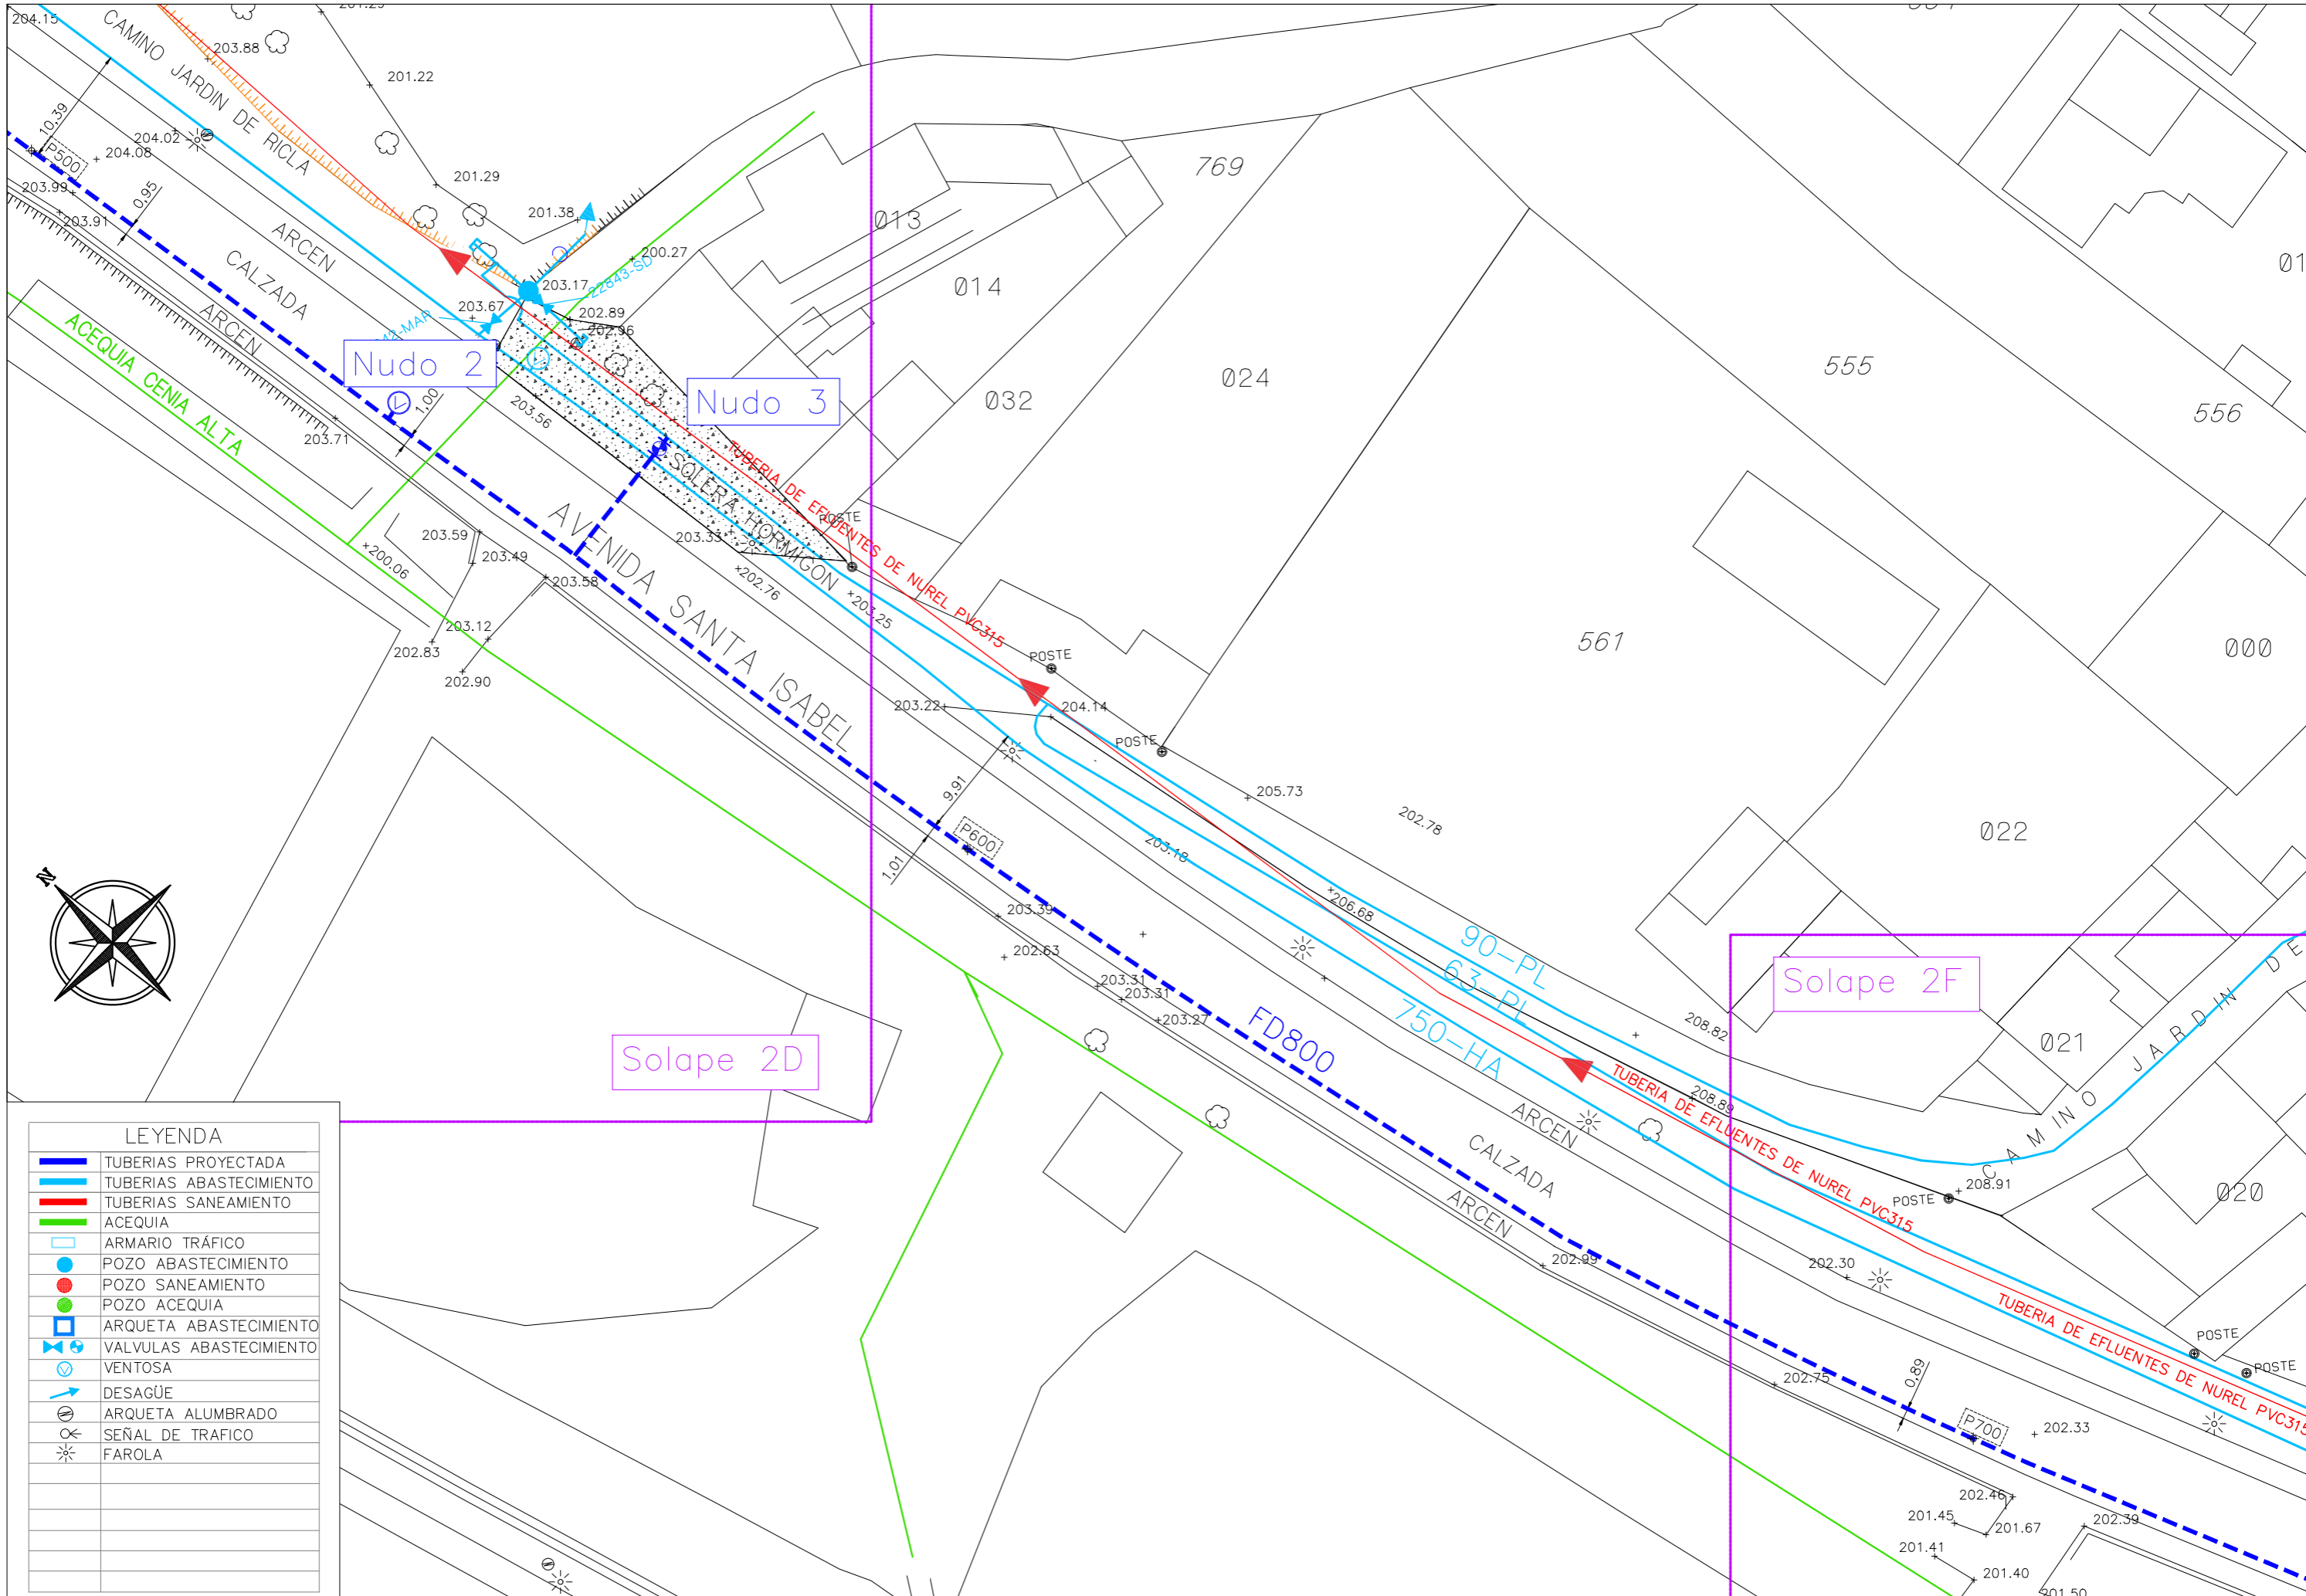 204.15
CAMINO JARDIN DE RICLA
203.88
201.22
10,39
204.02
204.08
P500
203.99
203.91
0,95
201.29
201.38
ARCEN
CALZADA
ARCEN
200.27
22843-SD
203.17
203.67
202.89
202.96
ACEQUIA CENIA ALTA
Nudo 2
Nudo 3
1,00
203.71
203.56
SOLERA HORMIGON
TUBERIA DE EFLUENTES DE NUREL PVC315
POSTE
203.33
202.76
203.25
203.59
203.49
200.06
203.58
203.12
202.83
202.90
AVENIDA SANTA ISABEL
013
014
032
024
769
555
556
561
000
022
021
020
POSTE
203.22
204.14
POSTE
205.73
202.78
9,91
P600
1,01
203.18
206.68
203.39
202.63
203.31
203.31
203.27
FD800
90-PL
63-PL
750-HA
208.82
208.89
Solape 2D
Solape 2F
CAMINO JARDIN DE
TUBERIA DE EFLUENTES DE NUREL PVC315
POSTE
208.91
ARCEN
CALZADA
ARCEN
202.99
202.30
TUBERIA DE EFLUENTES DE NUREL PVC315
POSTE
POSTE
202.75
0,89
P700
202.33
202.46
201.45
201.67
202.39
201.41
201.40
201.50
N
LEYENDA
TUBERIAS PROYECTADA
TUBERIAS ABASTECIMIENTO
TUBERIAS SANEAMIENTO
ACEQUIA
ARMARIO TRÁFICO
POZO ABASTECIMIENTO
POZO SANEAMIENTO
POZO ACEQUIA
ARQUETA ABASTECIMIENTO
VALVULAS ABASTECIMIENTO
VENTOSA
DESAGÜE
ARQUETA ALUMBRADO
SEÑAL DE TRAFICO
FAROLA